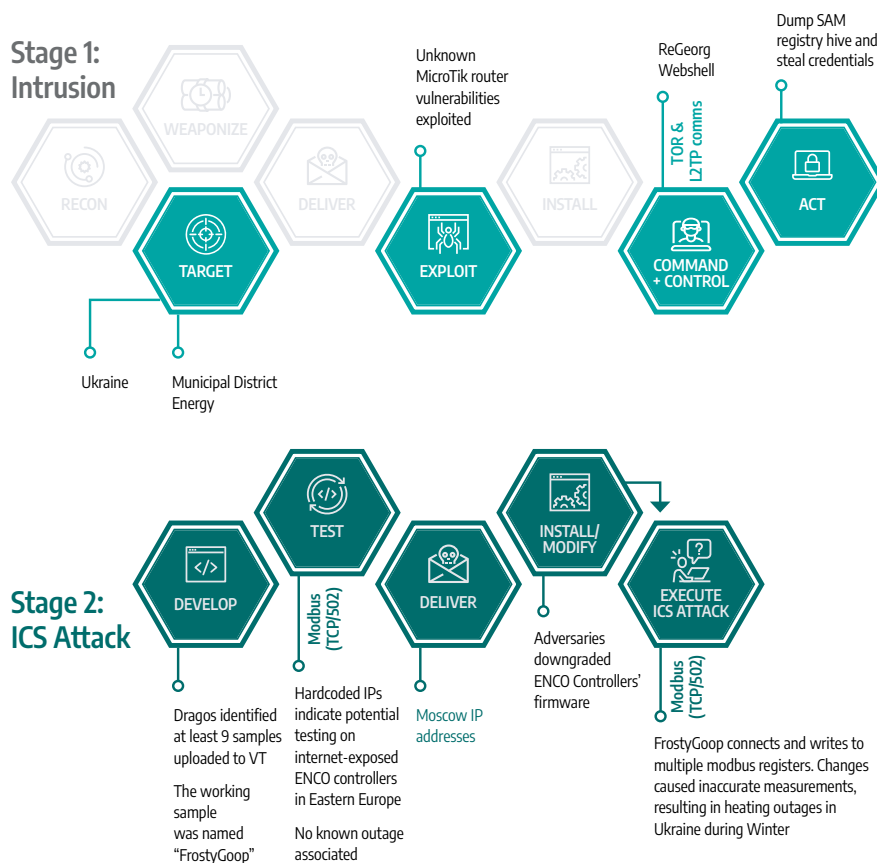 Stage 1:
Intrusion
RECON
WEAPONIZE
TARGET
DELIVER
EXPLOIT
INSTALL
COMMAND
+ CONTROL
ACT
Unknown
MicroTik router
vulnerabilities
exploited
ReGeorg
Webshell
TOR &
L2TP comms
Dump SAM
registry hive and
steal credentials
Ukraine
Municipal District
Energy
Stage 2:
ICS Attack
DEVELOP
TEST
DELIVER
INSTALL/
MODIFY
EXECUTE
ICS ATTACK
Dragos identified
at least 9 samples
uploaded to VT
The working
sample
was named
“FrostyGoop”
Modbus
(TCP/502)
Hardcoded IPs
indicate potential
testing on
internet-exposed
ENCO controllers
in Eastern Europe
No known outage
associated
Moscow IP
addresses
Adversaries
downgraded
ENCO Controllers’
firmware
Modbus
(TCP/502)
FrostyGoop connects and writes to
multiple modbus registers. Changes
caused inaccurate measurements,
resulting in heating outages in
Ukraine during Winter